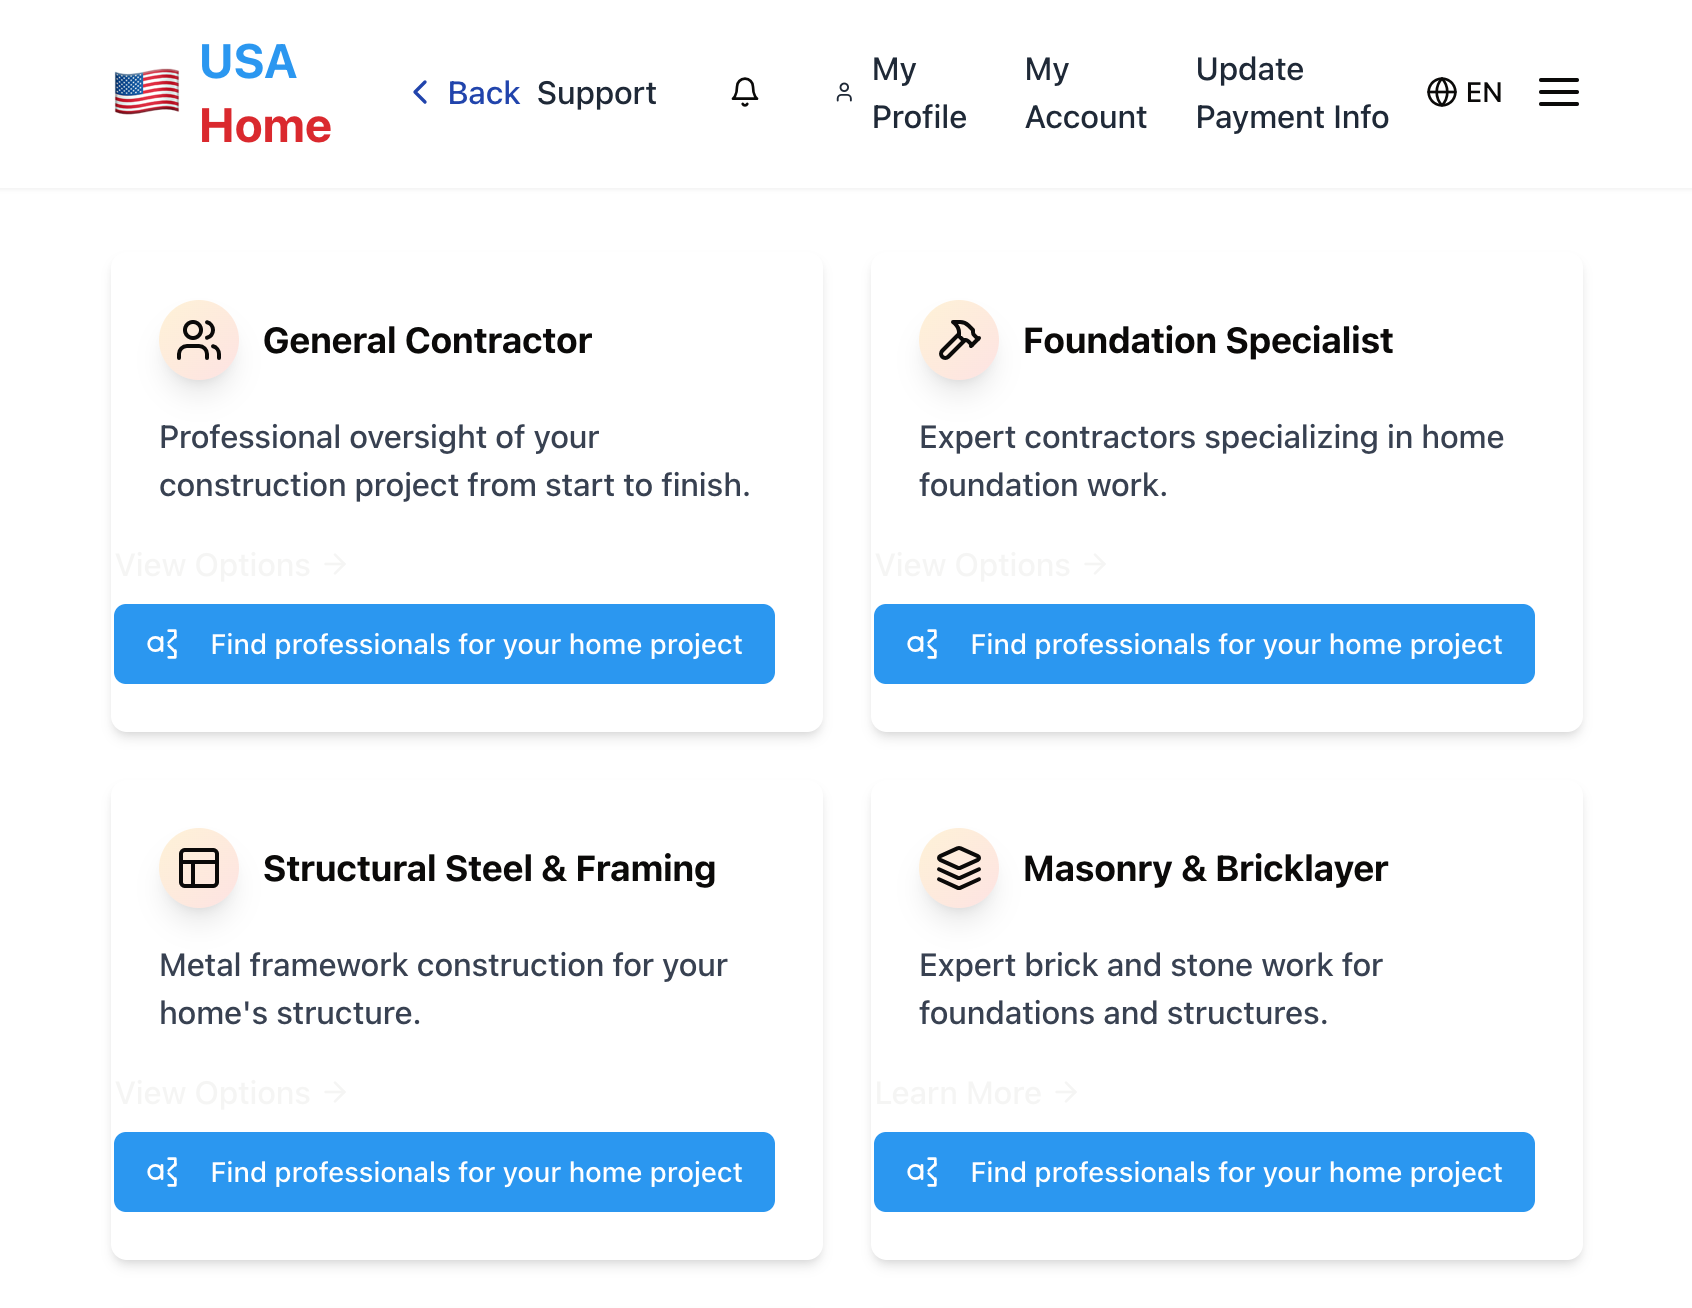 USA
Home
Back
Support
My
Profile
My
Account
Update
Payment Info
EN
General Contractor
Professional oversight of your
construction project from start to finish.
View Options →
Find professionals for your home project
Foundation Specialist
Expert contractors specializing in home
foundation work.
View Options →
Find professionals for your home project
Structural Steel & Framing
Metal framework construction for your
home's structure.
View Options →
Find professionals for your home project
Masonry & Bricklayer
Expert brick and stone work for
foundations and structures.
Learn More →
Find professionals for your home project